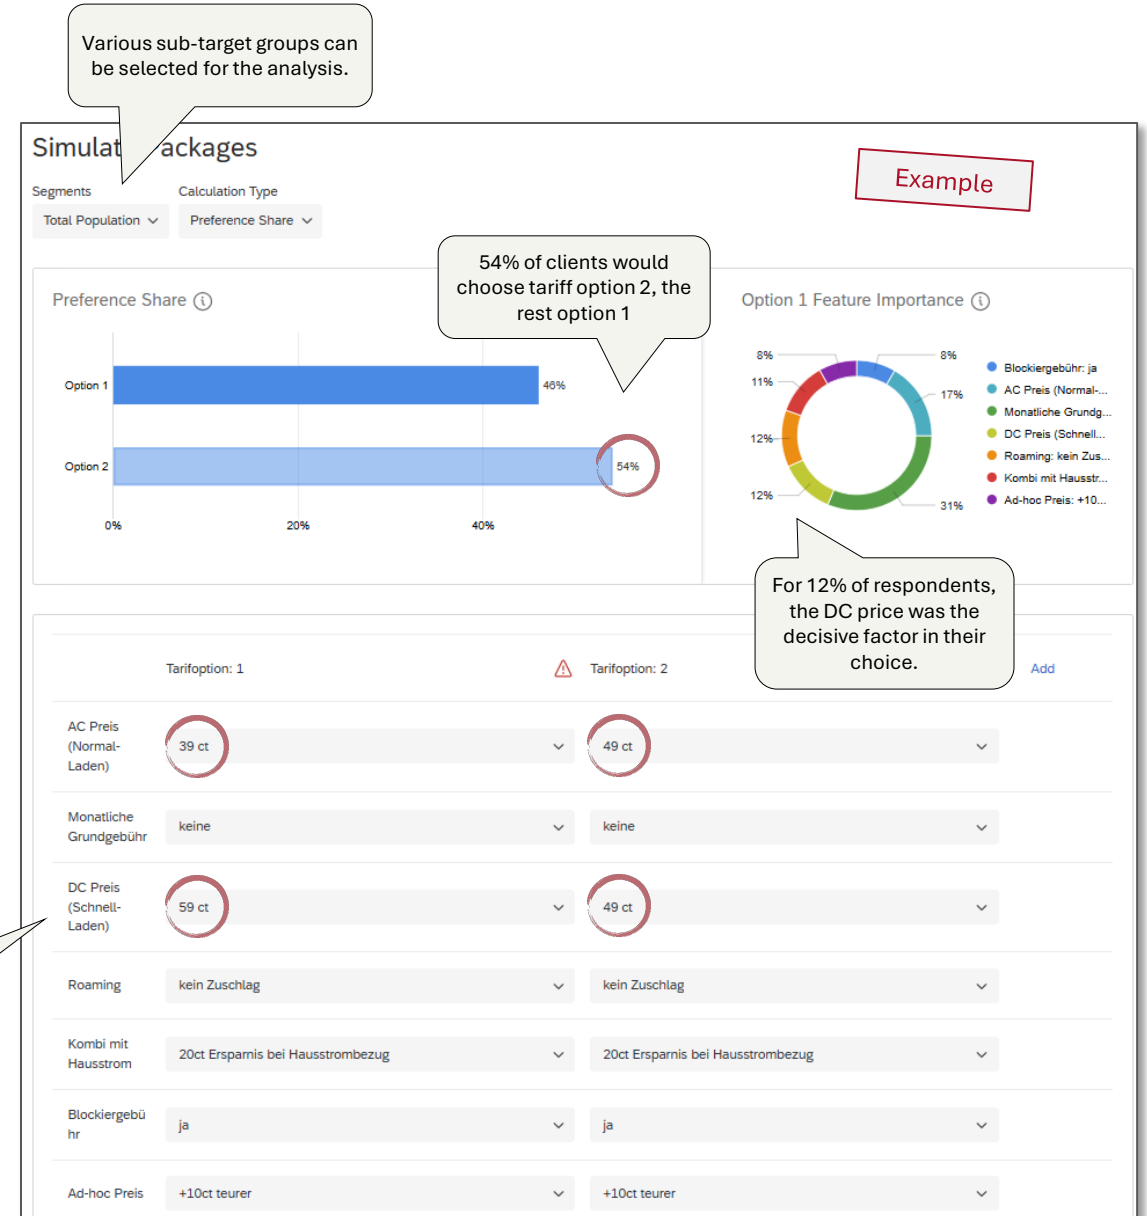 Various sub-target groups can
be selected for the analysis.
Simulat ackages
Example
Segments
Calculation Type
Total Population
Preference Share
54% of clients would
choose tariff option 2, the
rest option 1
Preference Share
Option 1
46%
Option 2
54%
0%
20%
40%
Option 1 Feature Importance
8%
8%
11%
17%
12%
12%
31%
Blockiergebühr: ja
AC Preis (Normal-...
Monatliche Grundg...
DC Preis (Schnell...
Roaming: kein Zus...
Kombi mit Hausstr...
Ad-hoc Preis: +10...
For 12% of respondents,
the DC price was the
decisive factor in their
choice.
Tarifoption: 1
Tarifoption: 2
Add
AC Preis
(Normal-
Laden)
39 ct
49 ct
Monatliche
Grundgebühr
keine
keine
DC Preis
(Schnell-
Laden)
59 ct
49 ct
Roaming
kein Zuschlag
kein Zuschlag
Kombi mit
Hausstrom
20ct Ersparnis bei Hausstrombezug
20ct Ersparnis bei Hausstrombezug
Blockiergebü
hr
ja
ja
Ad-hoc Preis
+10ct teurer
+10ct teurer